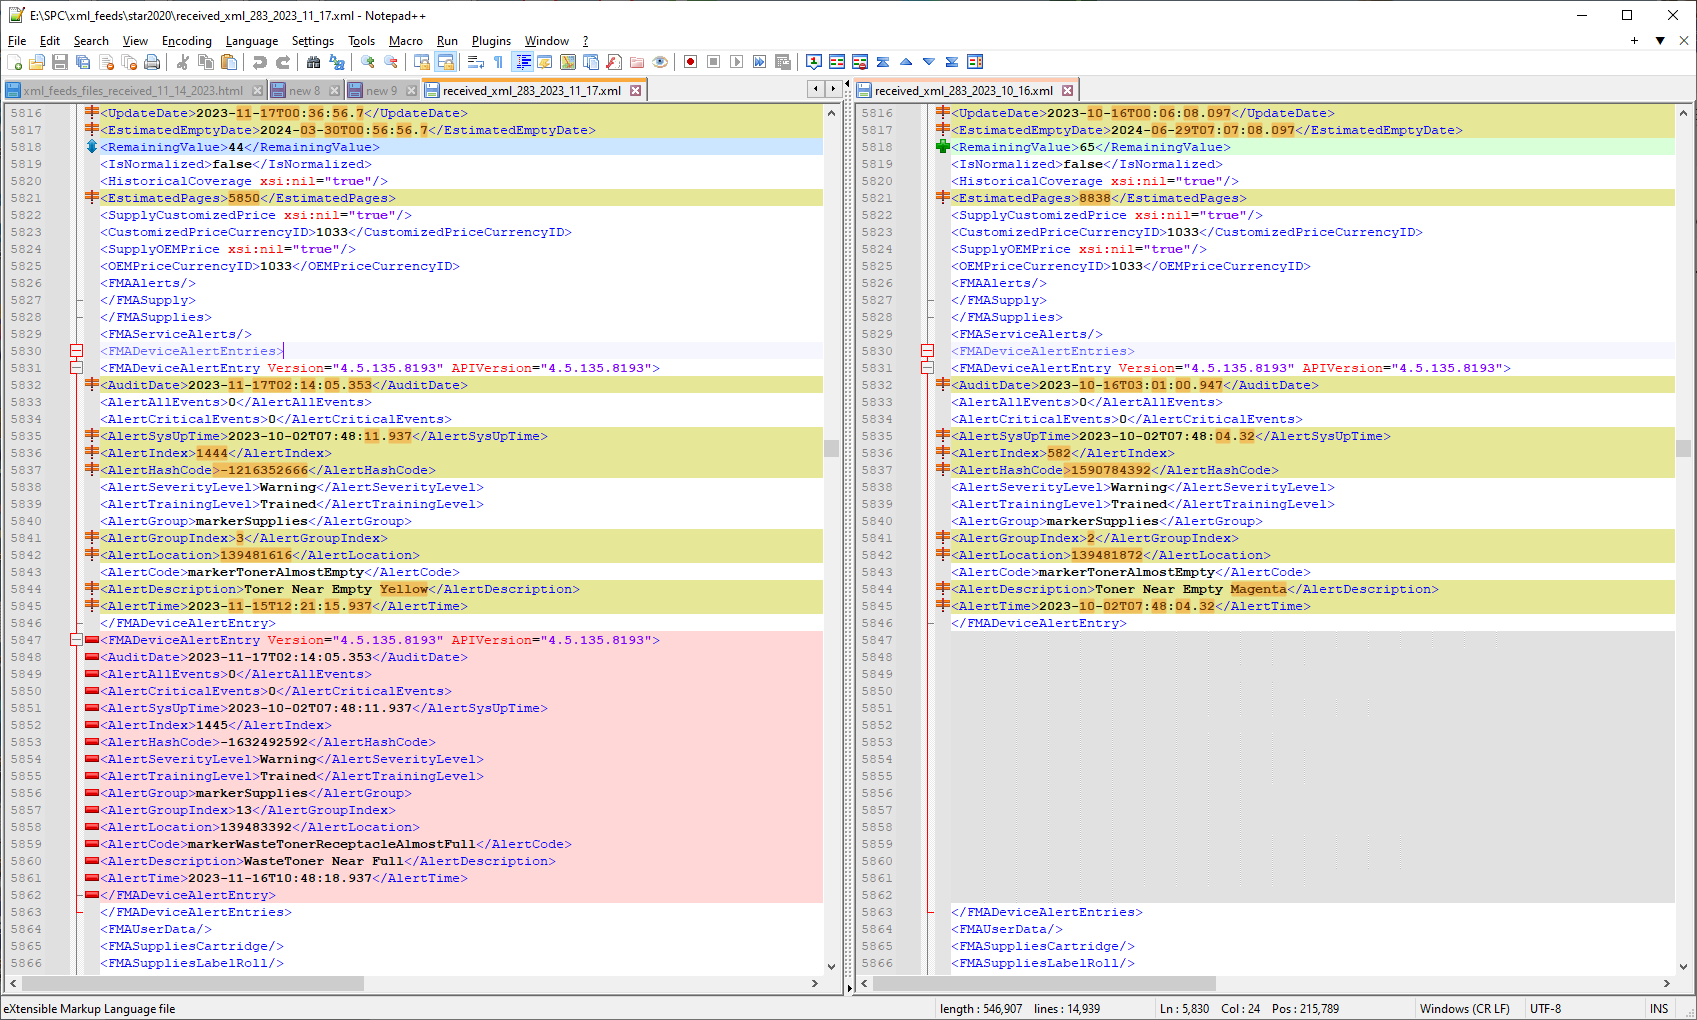 E:\SPC\xml_feeds\star2020\received_xml_283_2023_11_17.xml - Notepad++
File Edit Search View Encoding Language Settings Tools Macro Run Plugins Window ?
xml_feeds_files_received_11_14_2023.html new 8 new 9 received_xml_283_2023_11_17.xml
5816 <UpdateDate>2023-11-17T00:36:56.7</UpdateDate>
5817 <EstimatedEmptyDate>2024-03-30T00:56:56.7</EstimatedEmptyDate>
5818 <RemainingValue>44</RemainingValue>
5819 <IsNormalized>false</IsNormalized>
5820 <HistoricalCoverage xsi:nil="true"/>
5821 <EstimatedPages>5850</EstimatedPages>
5822 <SupplyCustomizedPrice xsi:nil="true"/>
5823 <CustomizedPriceCurrencyID>1033</CustomizedPriceCurrencyID>
5824 <SupplyOEMPrice xsi:nil="true"/>
5825 <OEMPriceCurrencyID>1033</OEMPriceCurrencyID>
5826 <FMAAlerts/>
5827 </FMASupply>
5828 </FMASupplies>
5829 <FMAServiceAlerts/>
5830 <FMADeviceAlertEntries>
5831 <FMADeviceAlertEntry Version="4.5.135.8193" APIVersion="4.5.135.8193">
5832 <AuditDate>2023-11-17T02:14:05.353</AuditDate>
5833 <AlertAllEvents>0</AlertAllEvents>
5834 <AlertCriticalEvents>0</AlertCriticalEvents>
5835 <AlertSysUpTime>2023-10-02T07:48:11.937</AlertSysUpTime>
5836 <AlertIndex>1444</AlertIndex>
5837 <AlertHashCode>-1216352666</AlertHashCode>
5838 <AlertSeverityLevel>Warning</AlertSeverityLevel>
5839 <AlertTrainingLevel>Trained</AlertTrainingLevel>
5840 <AlertGroup>markerSupplies</AlertGroup>
5841 <AlertGroupIndex>3</AlertGroupIndex>
5842 <AlertLocation>139481616</AlertLocation>
5843 <AlertCode>markerTonerAlmostEmpty</AlertCode>
5844 <AlertDescription>Toner Near Empty Yellow</AlertDescription>
5845 <AlertTime>2023-11-15T12:21:15.937</AlertTime>
5846 </FMADeviceAlertEntry>
5847 <FMADeviceAlertEntry Version="4.5.135.8193" APIVersion="4.5.135.8193">
5848 <AuditDate>2023-11-17T02:14:05.353</AuditDate>
5849 <AlertAllEvents>0</AlertAllEvents>
5850 <AlertCriticalEvents>0</AlertCriticalEvents>
5851 <AlertSysUpTime>2023-10-02T07:48:11.937</AlertSysUpTime>
5852 <AlertIndex>1445</AlertIndex>
5853 <AlertHashCode>-1632492592</AlertHashCode>
5854 <AlertSeverityLevel>Warning</AlertSeverityLevel>
5855 <AlertTrainingLevel>Trained</AlertTrainingLevel>
5856 <AlertGroup>markerSupplies</AlertGroup>
5857 <AlertGroupIndex>13</AlertGroupIndex>
5858 <AlertLocation>139483392</AlertLocation>
5859 <AlertCode>markerWasteTonerReceptacleAlmostFull</AlertCode>
5860 <AlertDescription>WasteToner Near Full</AlertDescription>
5861 <AlertTime>2023-11-16T10:48:18.937</AlertTime>
5862 </FMADeviceAlertEntry>
5863 </FMADeviceAlertEntries>
5864 <FMAUserData/>
5865 <FMASuppliesCartridge/>
5866 <FMASuppliesLabelRoll/>
received_xml_283_2023_10_16.xml
5816 <UpdateDate>2023-10-16T00:06:08.097</UpdateDate>
5817 <EstimatedEmptyDate>2024-06-29T07:07:08.097</EstimatedEmptyDate>
5818 <RemainingValue>65</RemainingValue>
5819 <IsNormalized>false</IsNormalized>
5820 <HistoricalCoverage xsi:nil="true"/>
5821 <EstimatedPages>8838</EstimatedPages>
5822 <SupplyCustomizedPrice xsi:nil="true"/>
5823 <CustomizedPriceCurrencyID>1033</CustomizedPriceCurrencyID>
5824 <SupplyOEMPrice xsi:nil="true"/>
5825 <OEMPriceCurrencyID>1033</OEMPriceCurrencyID>
5826 <FMAAlerts/>
5827 </FMASupply>
5828 </FMASupplies>
5829 <FMAServiceAlerts/>
5830 <FMADeviceAlertEntries>
5831 <FMADeviceAlertEntry Version="4.5.135.8193" APIVersion="4.5.135.8193">
5832 <AuditDate>2023-10-16T03:01:00.947</AuditDate>
5833 <AlertAllEvents>0</AlertAllEvents>
5834 <AlertCriticalEvents>0</AlertCriticalEvents>
5835 <AlertSysUpTime>2023-10-02T07:48:04.32</AlertSysUpTime>
5836 <AlertIndex>582</AlertIndex>
5837 <AlertHashCode>1590784392</AlertHashCode>
5838 <AlertSeverityLevel>Warning</AlertSeverityLevel>
5839 <AlertTrainingLevel>Trained</AlertTrainingLevel>
5840 <AlertGroup>markerSupplies</AlertGroup>
5841 <AlertGroupIndex>2</AlertGroupIndex>
5842 <AlertLocation>139481872</AlertLocation>
5843 <AlertCode>markerTonerAlmostEmpty</AlertCode>
5844 <AlertDescription>Toner Near Empty Magenta</AlertDescription>
5845 <AlertTime>2023-10-02T07:48:04.32</AlertTime>
5846 </FMADeviceAlertEntry>
5847
5848
5849
5850
5851
5852
5853
5854
5855
5856
5857
5858
5859
5860
5861
5862
5863 </FMADeviceAlertEntries>
5864 <FMAUserData/>
5865 <FMASuppliesCartridge/>
5866 <FMASuppliesLabelRoll/>
eXtensible Markup Language file length : 546,907 lines : 14,939 Ln : 5,830 Col : 24 Pos : 215,789 Windows (CR LF) UTF-8 INS